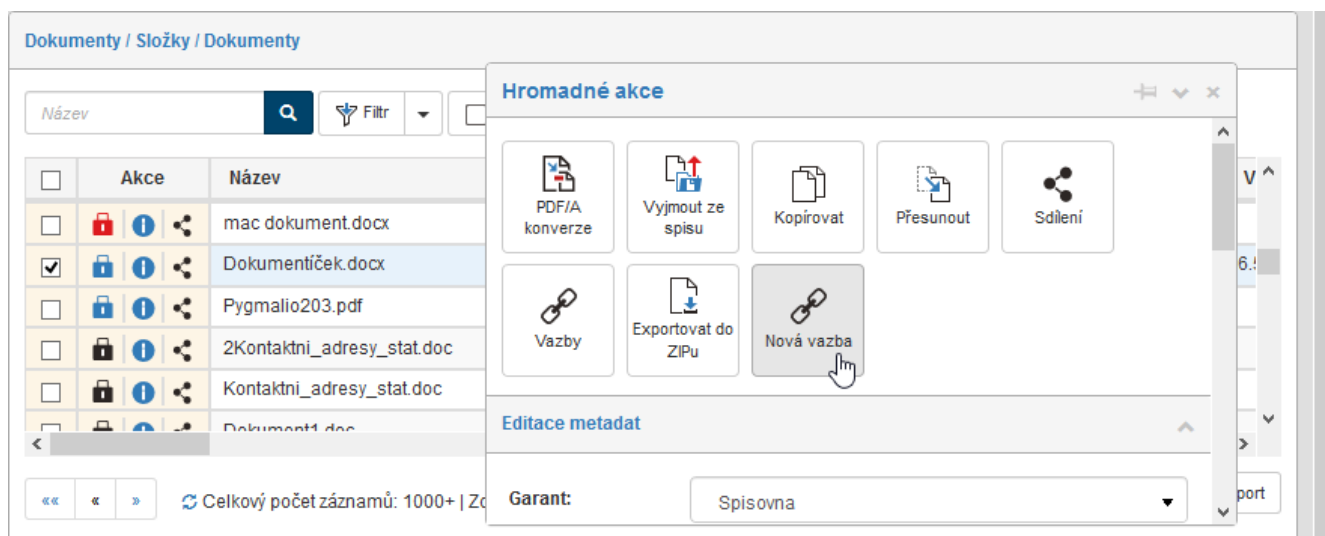 Dokumenty / Složky / Dokumenty
Hromadné akce
Název
Filtr
Akce
Název
mac dokument.docx
Dokumentíček.docx
Pygmalio203.pdf
2Kontaktni_adresy_stat.doc
Kontaktni_adresy_stat.doc
Dokument1.doc
PDF/A
konverze
Vyjmout ze
spisu
Kopírovat
Přesunout
Sdílení
Vazby
Exportovat do
ZIPu
Nová vazba
Editace metadat
Garant:
Spisovna
«« « »
Celkový počet záznamů: 1000+ |